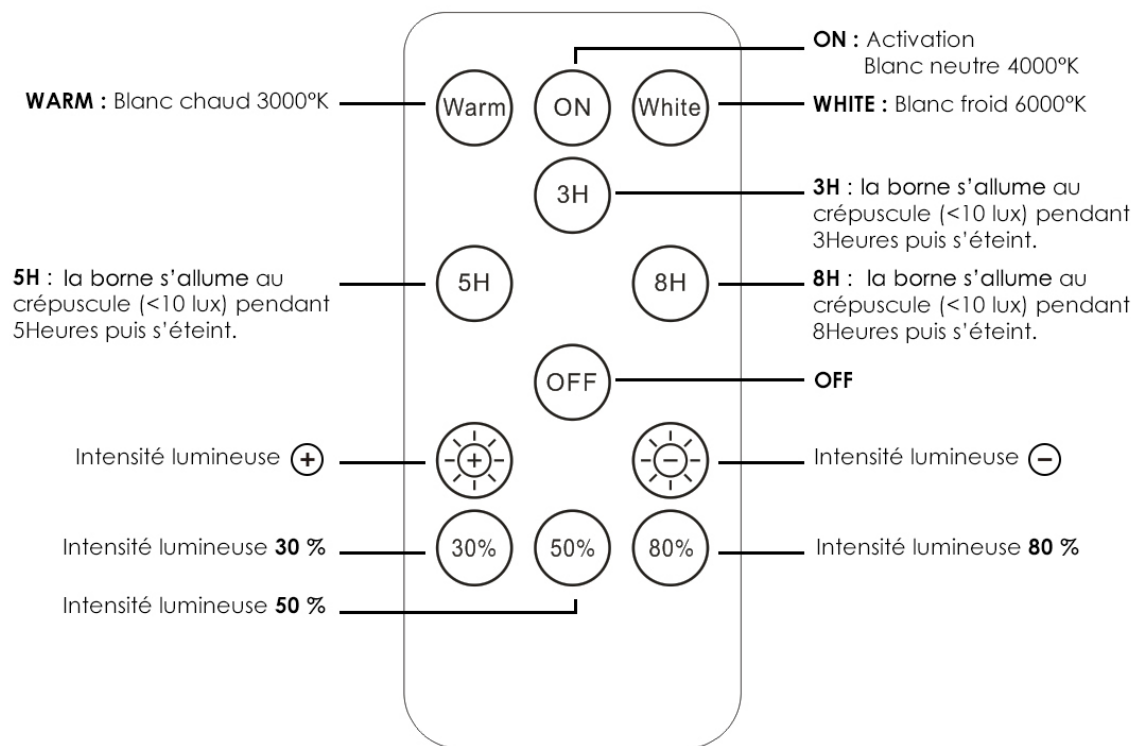 ON : Activation
Blanc neutre 4000°K
WARM : Blanc chaud 3000°K
Warm
ON
White
WHITE : Blanc froid 6000°K
3H
3H : la borne s’allume au
crépuscule (<10 lux) pendant
3Heures puis s’éteint.
5H : la borne s’allume au
crépuscule (<10 lux) pendant
5Heures puis s’éteint.
5H
8H
8H : la borne s’allume au
crépuscule (<10 lux) pendant
8Heures puis s’éteint.
OFF
OFF
Intensité lumineuse +
+
-
Intensité lumineuse -
Intensité lumineuse 30 %
30%
50%
80%
Intensité lumineuse 80 %
Intensité lumineuse 50 %